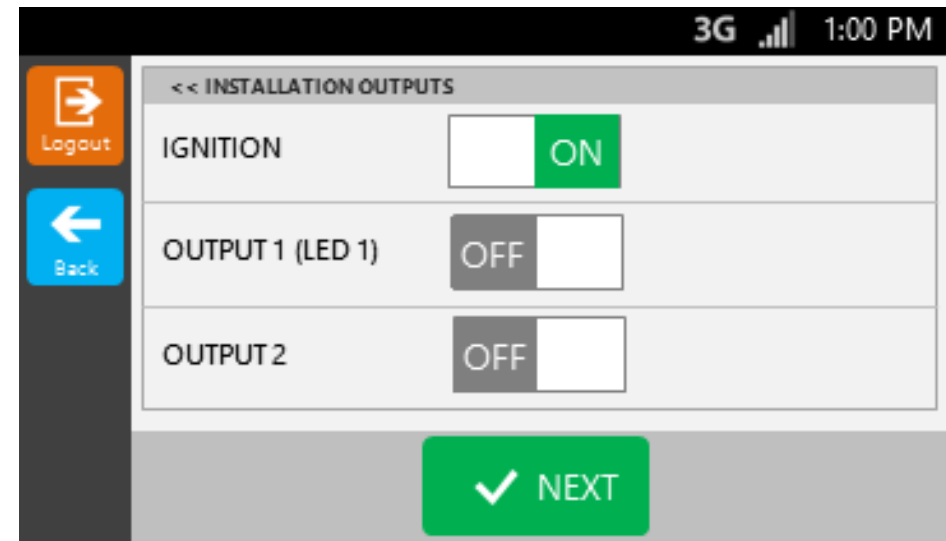 3G 1:00 PM
Logout
Back
<< INSTALLATION OUTPUTS
IGNITION ON
OUTPUT 1 (LED 1) OFF
OUTPUT 2 OFF
NEXT